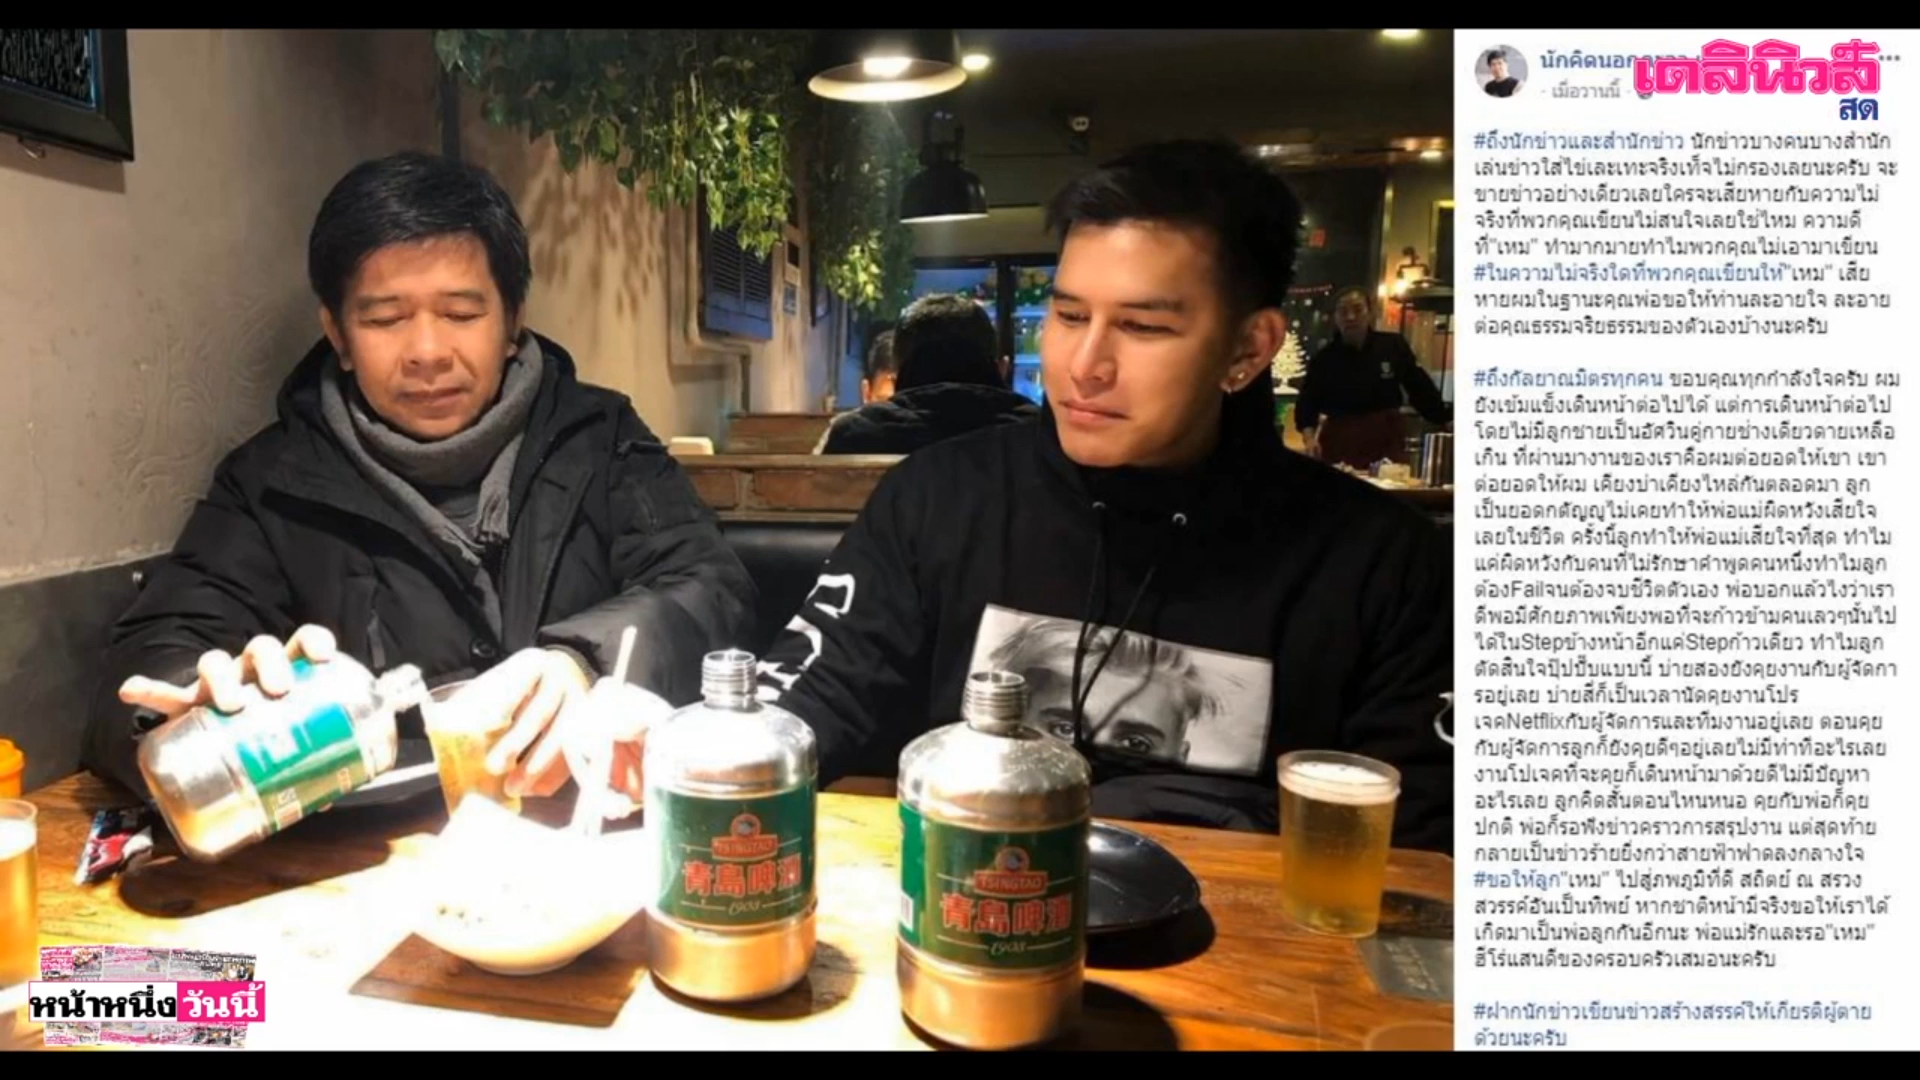 นักคิดนอก
เดลินิวส์
สด
เมื่อวานนี้
#ถึงนักข่าวและสำนักข่าว นักข่าวบางคนบางสำนัก
เล่นข่าวใส่ไข่เละเทะจริงเท็จไม่กรองเลยนะครับ จะ
ขายข่าวอย่างเดียวเลยใครจะเสียหายกับความไม่
จริงที่พวกคุณเขียนไม่สนใจเลยใช่ไหม ความดี
ที่"เหม" ทำมากมายทำไมพวกคุณไม่เอามาเขียน
#ในความไม่จริงใดที่พวกคุณเขียนให้"เหม" เสีย
หายผมในฐานะคุณพ่อขอให้ท่านละอายใจ ละอาย
ต่อคุณธรรมจริยธรรมของตัวเองบ้างนะครับ
#ถึงกัลยาณมิตรทุกคน ขอบคุณทุกกำลังใจครับ ผม
ยังเข้มแข็งเดินหน้าต่อไปได้ แต่การเดินหน้าต่อไป
โดยไม่มีลูกชายเป็นอัศวินคู่กายช่างเดียวดายเหลือ
เกิน ที่ผ่านมางานของเราคือผมต่อยอดให้เขา เขา
ต่อยอดให้ผม เคียงบ่าเคียงไหล่กันตลอดมา ลูก
เป็นยอดกตัญญูไม่เคยทำให้พ่อแม่ผิดหวังเสียใจ
เลยในชีวิต ครั้งนี้ลูกทำให้พ่อแม่เสียใจที่สุด ทำไม
แค่ผิดหวังกับคนที่ไม่รักษาคำพูดคนหนึ่งทำไมลูก
ต้องFailจนต้องจบชีวิตตัวเอง พ่อบอกแล้วไงว่าเรา
ดีพอมีศักยภาพเพียงพอที่จะก้าวข้ามคนเลวๆนั้นไป
ได้ในStepข้างหน้าอีกแค่Stepก้าวเดียว ทำไมลูก
ตัดสินใจปุ๊ปปั๊บแบบนี้ บ่ายสองยังคุยงานกับผู้จัดกา
รอยู่เลย บ่ายสี่ก็เป็นเวลานัดคุยงานโปร
เจคNetflixกับผู้จัดการและทีมงานอยู่เลย ตอนคุย
กับผู้จัดการลูกก็ยังคุยดีๆอยู่เลยไม่มีท่าทีอะไรเลย
งานโปเจคที่จะคุยก็เดินหน้ามาด้วยดีไม่มีปัญหา
อะไรเลย ลูกคิดสั้นตอนไหนหนอ คุยกับพ่อก็คุย
ปกติ พ่อก็รอฟังข่าวคราวการสรุปงาน แต่สุดท้าย
กลายเป็นข่าวร้ายยิ่งกว่าสายฟ้าฟาดลงกลางใจ
#ขอให้ลูก"เหม" ไปสู่ภพภูมิที่ดี สถิตย์ ณ สรวง
สวรรค์อันเป็นทิพย์ หากชาติหน้ามีจริงขอให้เราได้
เกิดมาเป็นพ่อลูกกันอีกนะ พ่อแม่รักและรอ"เหม"
ฮีโร่แสนดีของครอบครัวเสมอนะครับ
#ฝากนักข่าวเขียนข่าวสร้างสรรค์ให้เกียรติผู้ตาย
ด้วยนะครับ
TSINGTAO
青島啤酒
1903
TSINGTAO
青島啤酒
1903
หน้าหนึ่งวันนี้